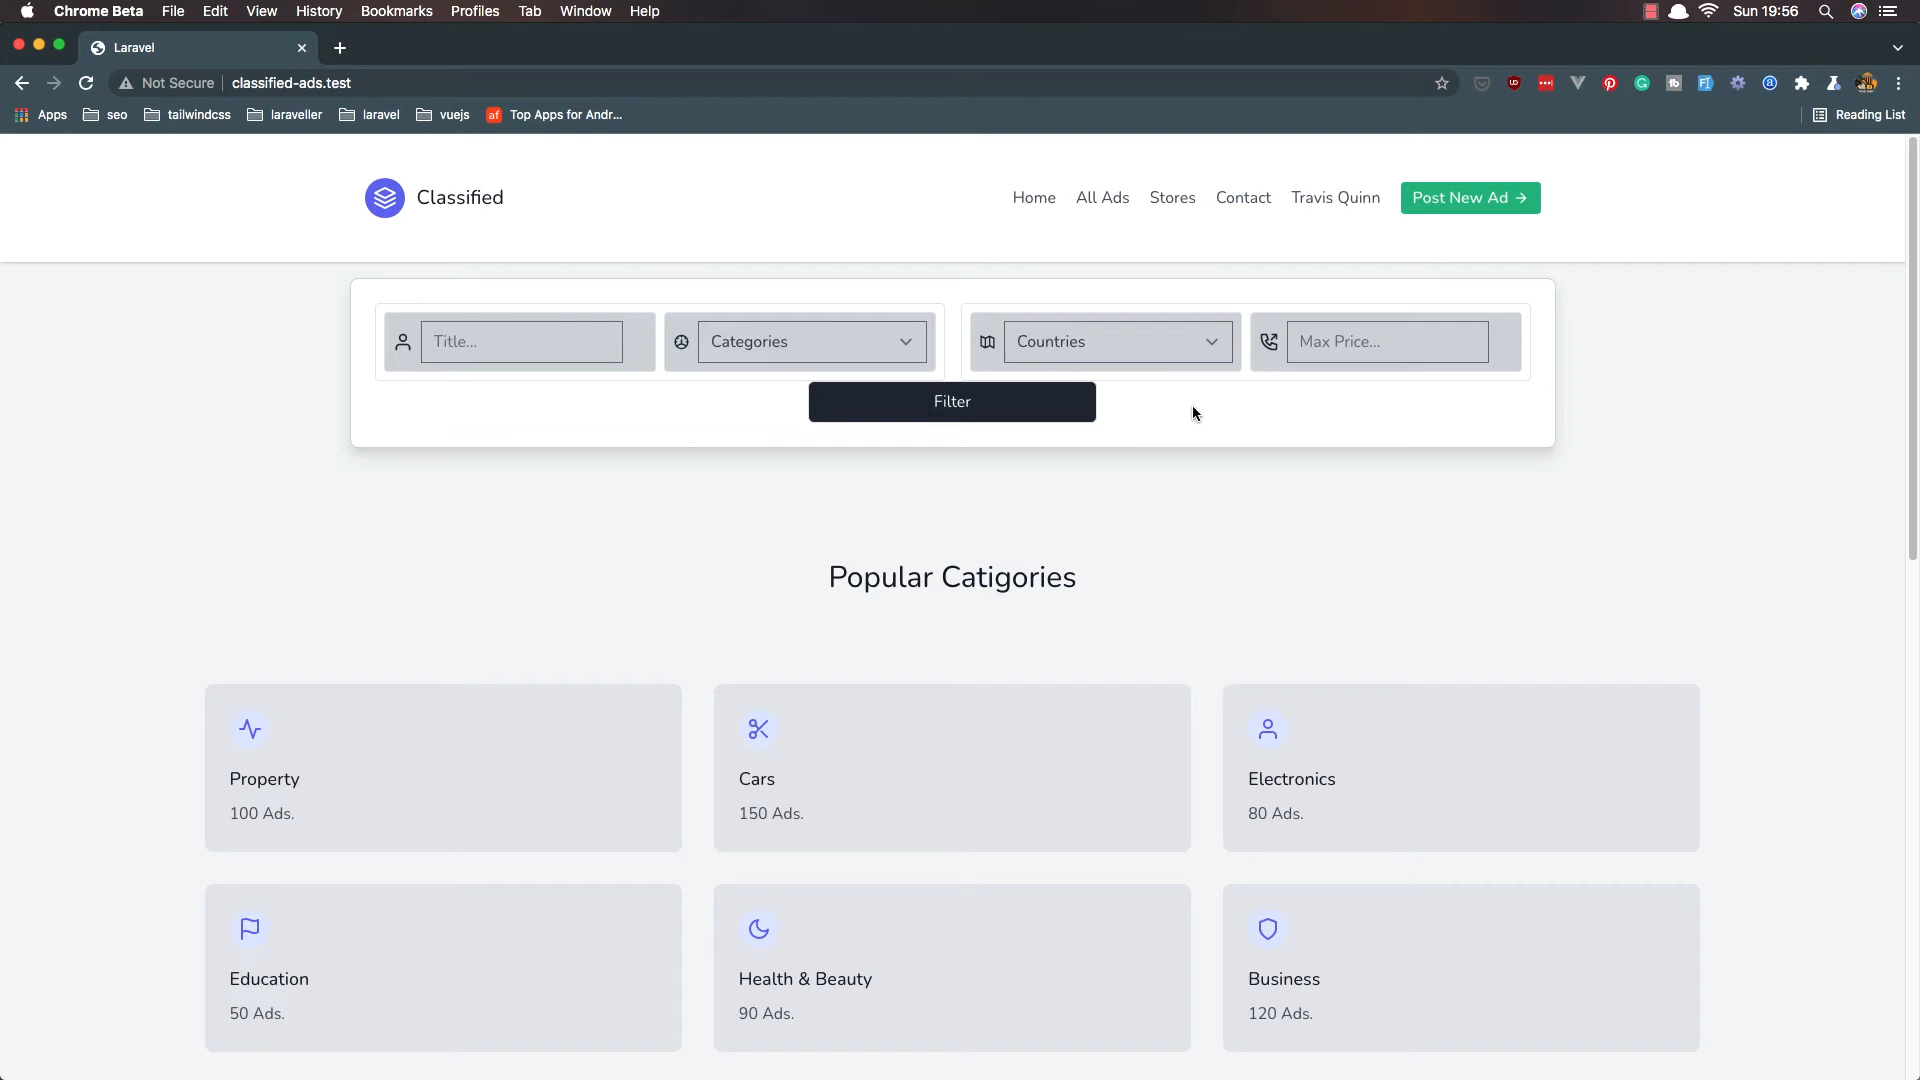 Chrome Beta File Edit View History Bookmarks Profiles Tab Window Help Sun 19:56
Laravel
Not Secure classified-ads.test
Apps seo tailwindcss laraveller laravel vuejs af Top Apps for Andr... Reading List
Classified Home All Ads Stores Contact Travis Quinn Post New Ad →
Title... Categories Countries Max Price...
Filter
Popular Catigories
Property Cars Electronics
100 Ads. 150 Ads. 80 Ads.
Education Health & Beauty Business
50 Ads. 90 Ads. 120 Ads.